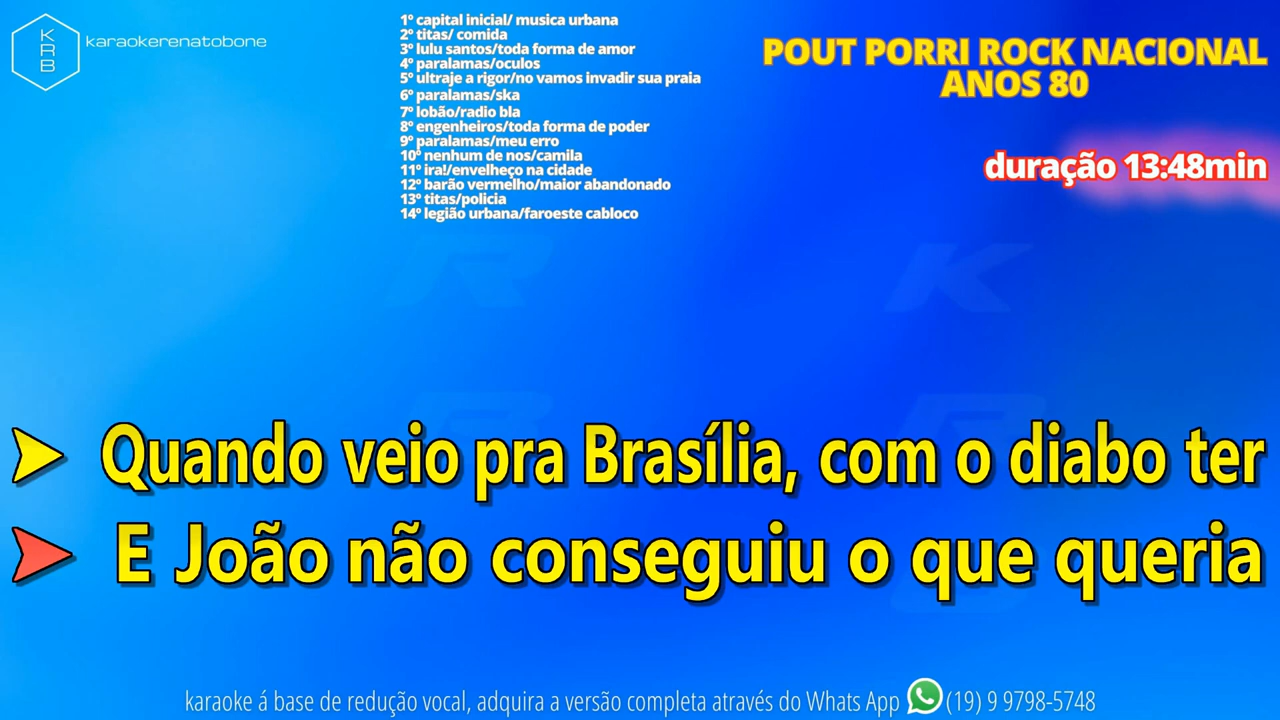 K
R
B
karaokerenatobone
1º capital inicial/ musica urbana
2º titas/ comida
3º lulu santos/toda forma de amor
4º paralamas/oculos
5º ultraje a rigor/no vamos invadir sua praia
6º paralamas/ska
7º lobão/radio bla
8º engenheiros/toda forma de poder
9º paralamas/meu erro
10º nenhum de nos/camila
11º ira!/envelheço na cidade
12º barão vermelho/maior abandonado
13º titas/policia
14º legião urbana/faroeste cabloco
POUT PORRI ROCK NACIONAL
ANOS 80
duração 13:48min
R K
R B
Quando veio pra Brasília, com o diabo ter
E João não conseguiu o que queria
karaoke á base de redução vocal, adquira a versão completa através do Whats App (19) 9 9798-5748